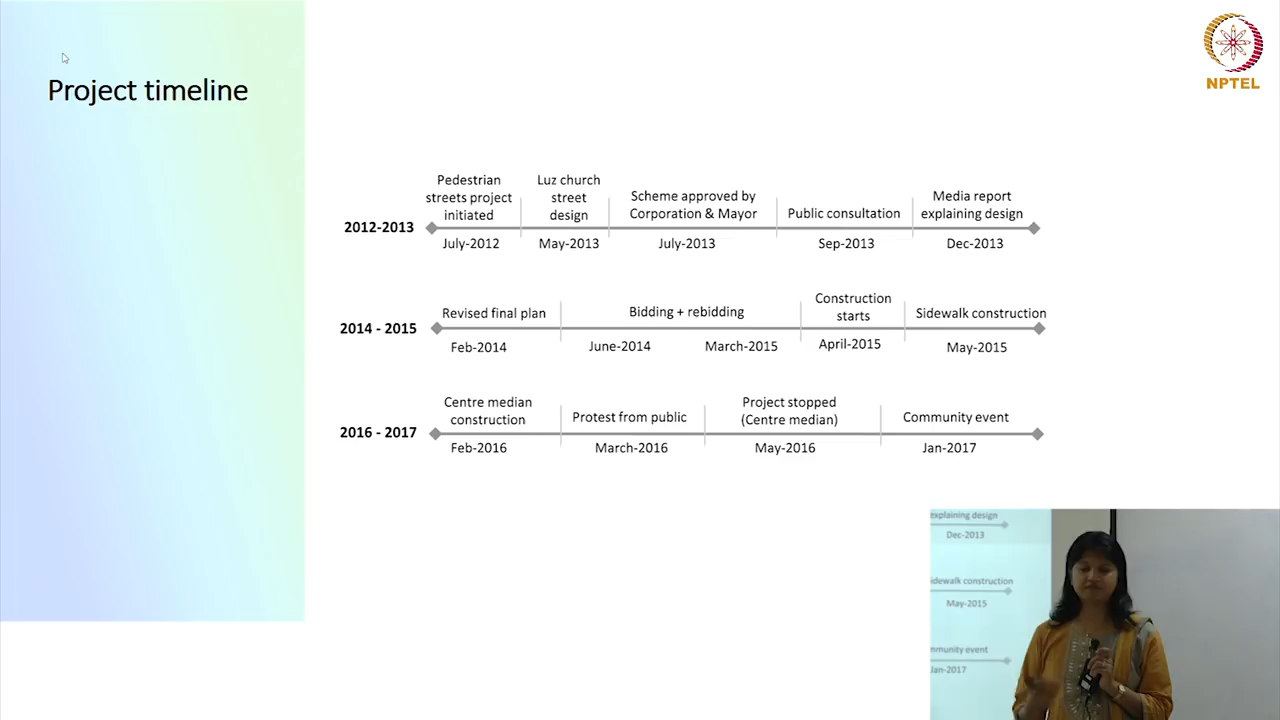 Project timeline
NPTEL
Pedestrian
streets project
initiated
Luz church
street
design
Scheme approved by
Corporation & Mayor
Public consultation
Media report
explaining design
2012-2013
July-2012
May-2013
July-2013
Sep-2013
Dec-2013
Revised final plan
Bidding + rebidding
Construction
starts
Sidewalk construction
2014 - 2015
Feb-2014
June-2014
March-2015
April-2015
May-2015
Centre median
construction
Protest from public
Project stopped
(Centre median)
Community event
2016 - 2017
Feb-2016
March-2016
May-2016
Jan-2017
explaining design
Dec-2013
idewalk construction
May-2015
mmunity event
Jan-2017